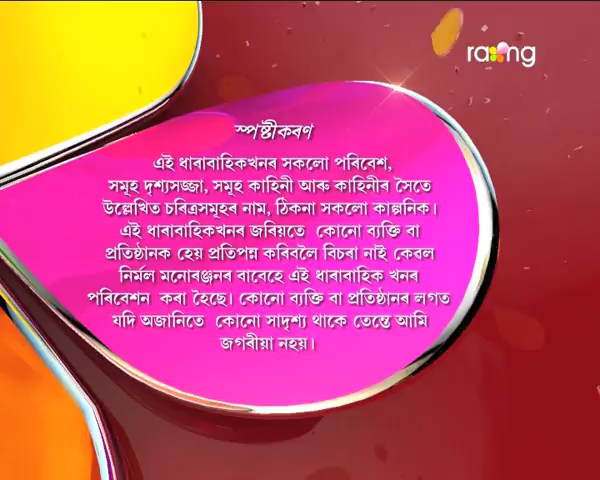 raang
স্পষ্টীকৰণ
এই ধাৰাবাহিকখনৰ সকলো পৰিবেশ,
সমূহ দৃশ্যসজ্জা, সমূহ কাহিনী আৰু কাহিনীৰ সৈতে
উল্লেখিত চৰিত্ৰসমূহৰ নাম, ঠিকনা সকলো কাল্পনিক।
এই ধাৰাবাহিকখনৰ জৰিয়তে কোনো ব্যক্তি বা
প্ৰতিষ্ঠানক হেয় প্ৰতিপন্ন কৰিবলৈ বিচৰা নাই কেৱল
নিৰ্মল মনোৰঞ্জনৰ বাবেহে এই ধাৰাবাহিক খনৰ
পৰিবেশন কৰা হৈছে। কোনো ব্যক্তি বা প্ৰতিষ্ঠানৰ লগত
যদি অজানিতে কোনো সাদৃশ্য থাকে তেন্তে আমি
জগৰীয়া নহয়।